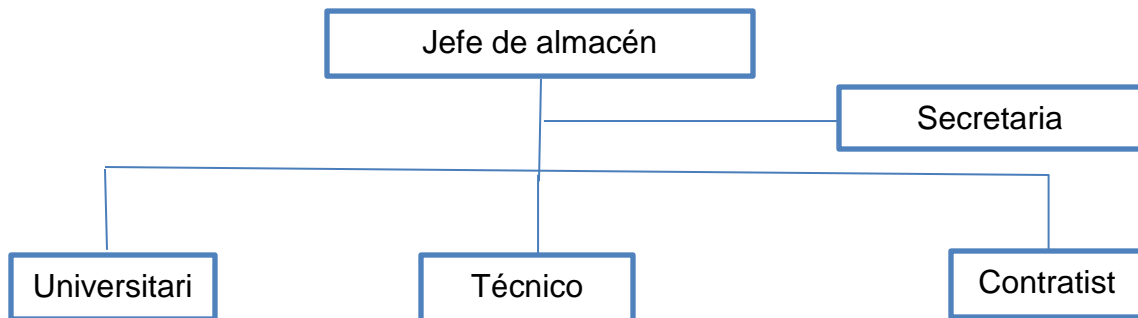 Jefe de almacén
Secretaria
Universitari
Técnico
Contratist